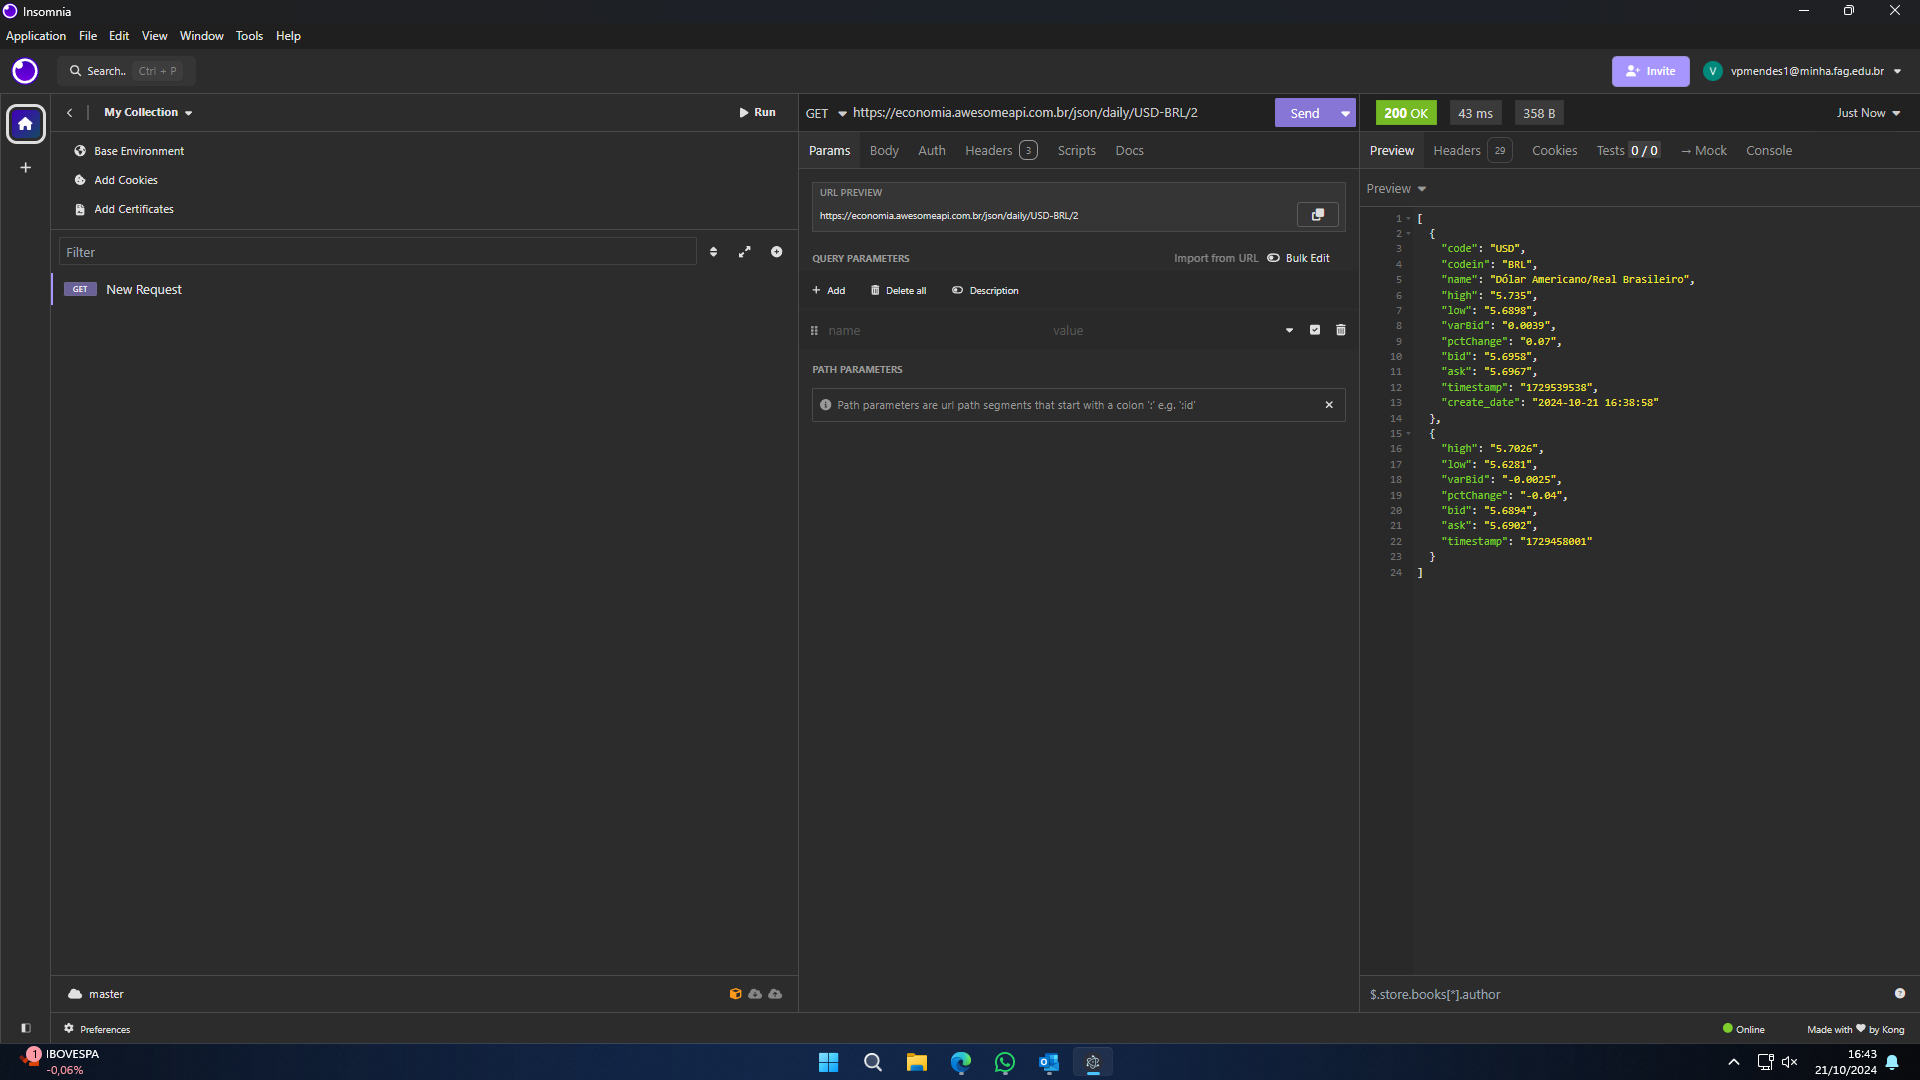 Insomnia
Application File Edit View Window Tools Help
Search.. Ctrl + P
Invite
V vpmendes1@minha.fag.edu.br
My Collection
Run
Base Environment
Add Cookies
Add Certificates
Filter
GET New Request
master
Preferences
GET https://economia.awesomeapi.com.br/json/daily/USD-BRL/2 Send
Params Body Auth Headers 3 Scripts Docs
URL PREVIEW
https://economia.awesomeapi.com.br/json/daily/USD-BRL/2
QUERY PARAMETERS Import from URL Bulk Edit
+ Add Delete all Description
name value
PATH PARAMETERS
Path parameters are url path segments that start with a colon ':' e.g. ':id'
200 OK 43 ms 358 B Just Now
Preview Headers 29 Cookies Tests 0 / 0 → Mock Console
Preview
1 [
2 {
3 "code": "USD",
4 "codein": "BRL",
5 "name": "Dólar Americano/Real Brasileiro",
6 "high": "5.735",
7 "low": "5.6898",
8 "varBid": "0.0039",
9 "pctChange": "0.07",
10 "bid": "5.6958",
11 "ask": "5.6967",
12 "timestamp": "1729539538",
13 "create_date": "2024-10-21 16:38:58"
14 },
15 {
16 "high": "5.7026",
17 "low": "5.6281",
18 "varBid": "-0.0025",
19 "pctChange": "-0.04",
20 "bid": "5.6894",
21 "ask": "5.6902",
22 "timestamp": "1729458001"
23 }
24 ]
$.store.books[*].author
Online Made with ❤ by Kong
1 IBOVESPA
-0,06%
16:43
21/10/2024